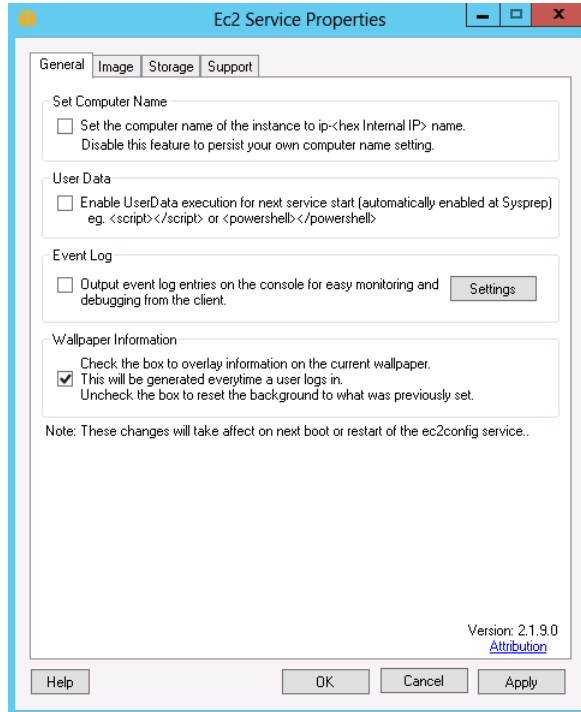 Ec2 Service Properties
General Image Storage Support
Set Computer Name
Set the computer name of the instance to ip-<hex Internal IP> name.
Disable this feature to persist your own computer name setting.
User Data
Enable UserData execution for next service start (automatically enabled at Sysprep)
eg. <script></script> or <powershell></powershell>
Event Log
Output event log entries on the console for easy monitoring and
debugging from the client.
Settings
Wallpaper Information
Check the box to overlay information on the current wallpaper.
This will be generated everytime a user logs in.
Uncheck the box to reset the background to what was previously set.
Note: These changes will take affect on next boot or restart of the ec2config service..
Version: 2.1.9.0
Attribution
Help OK Cancel Apply